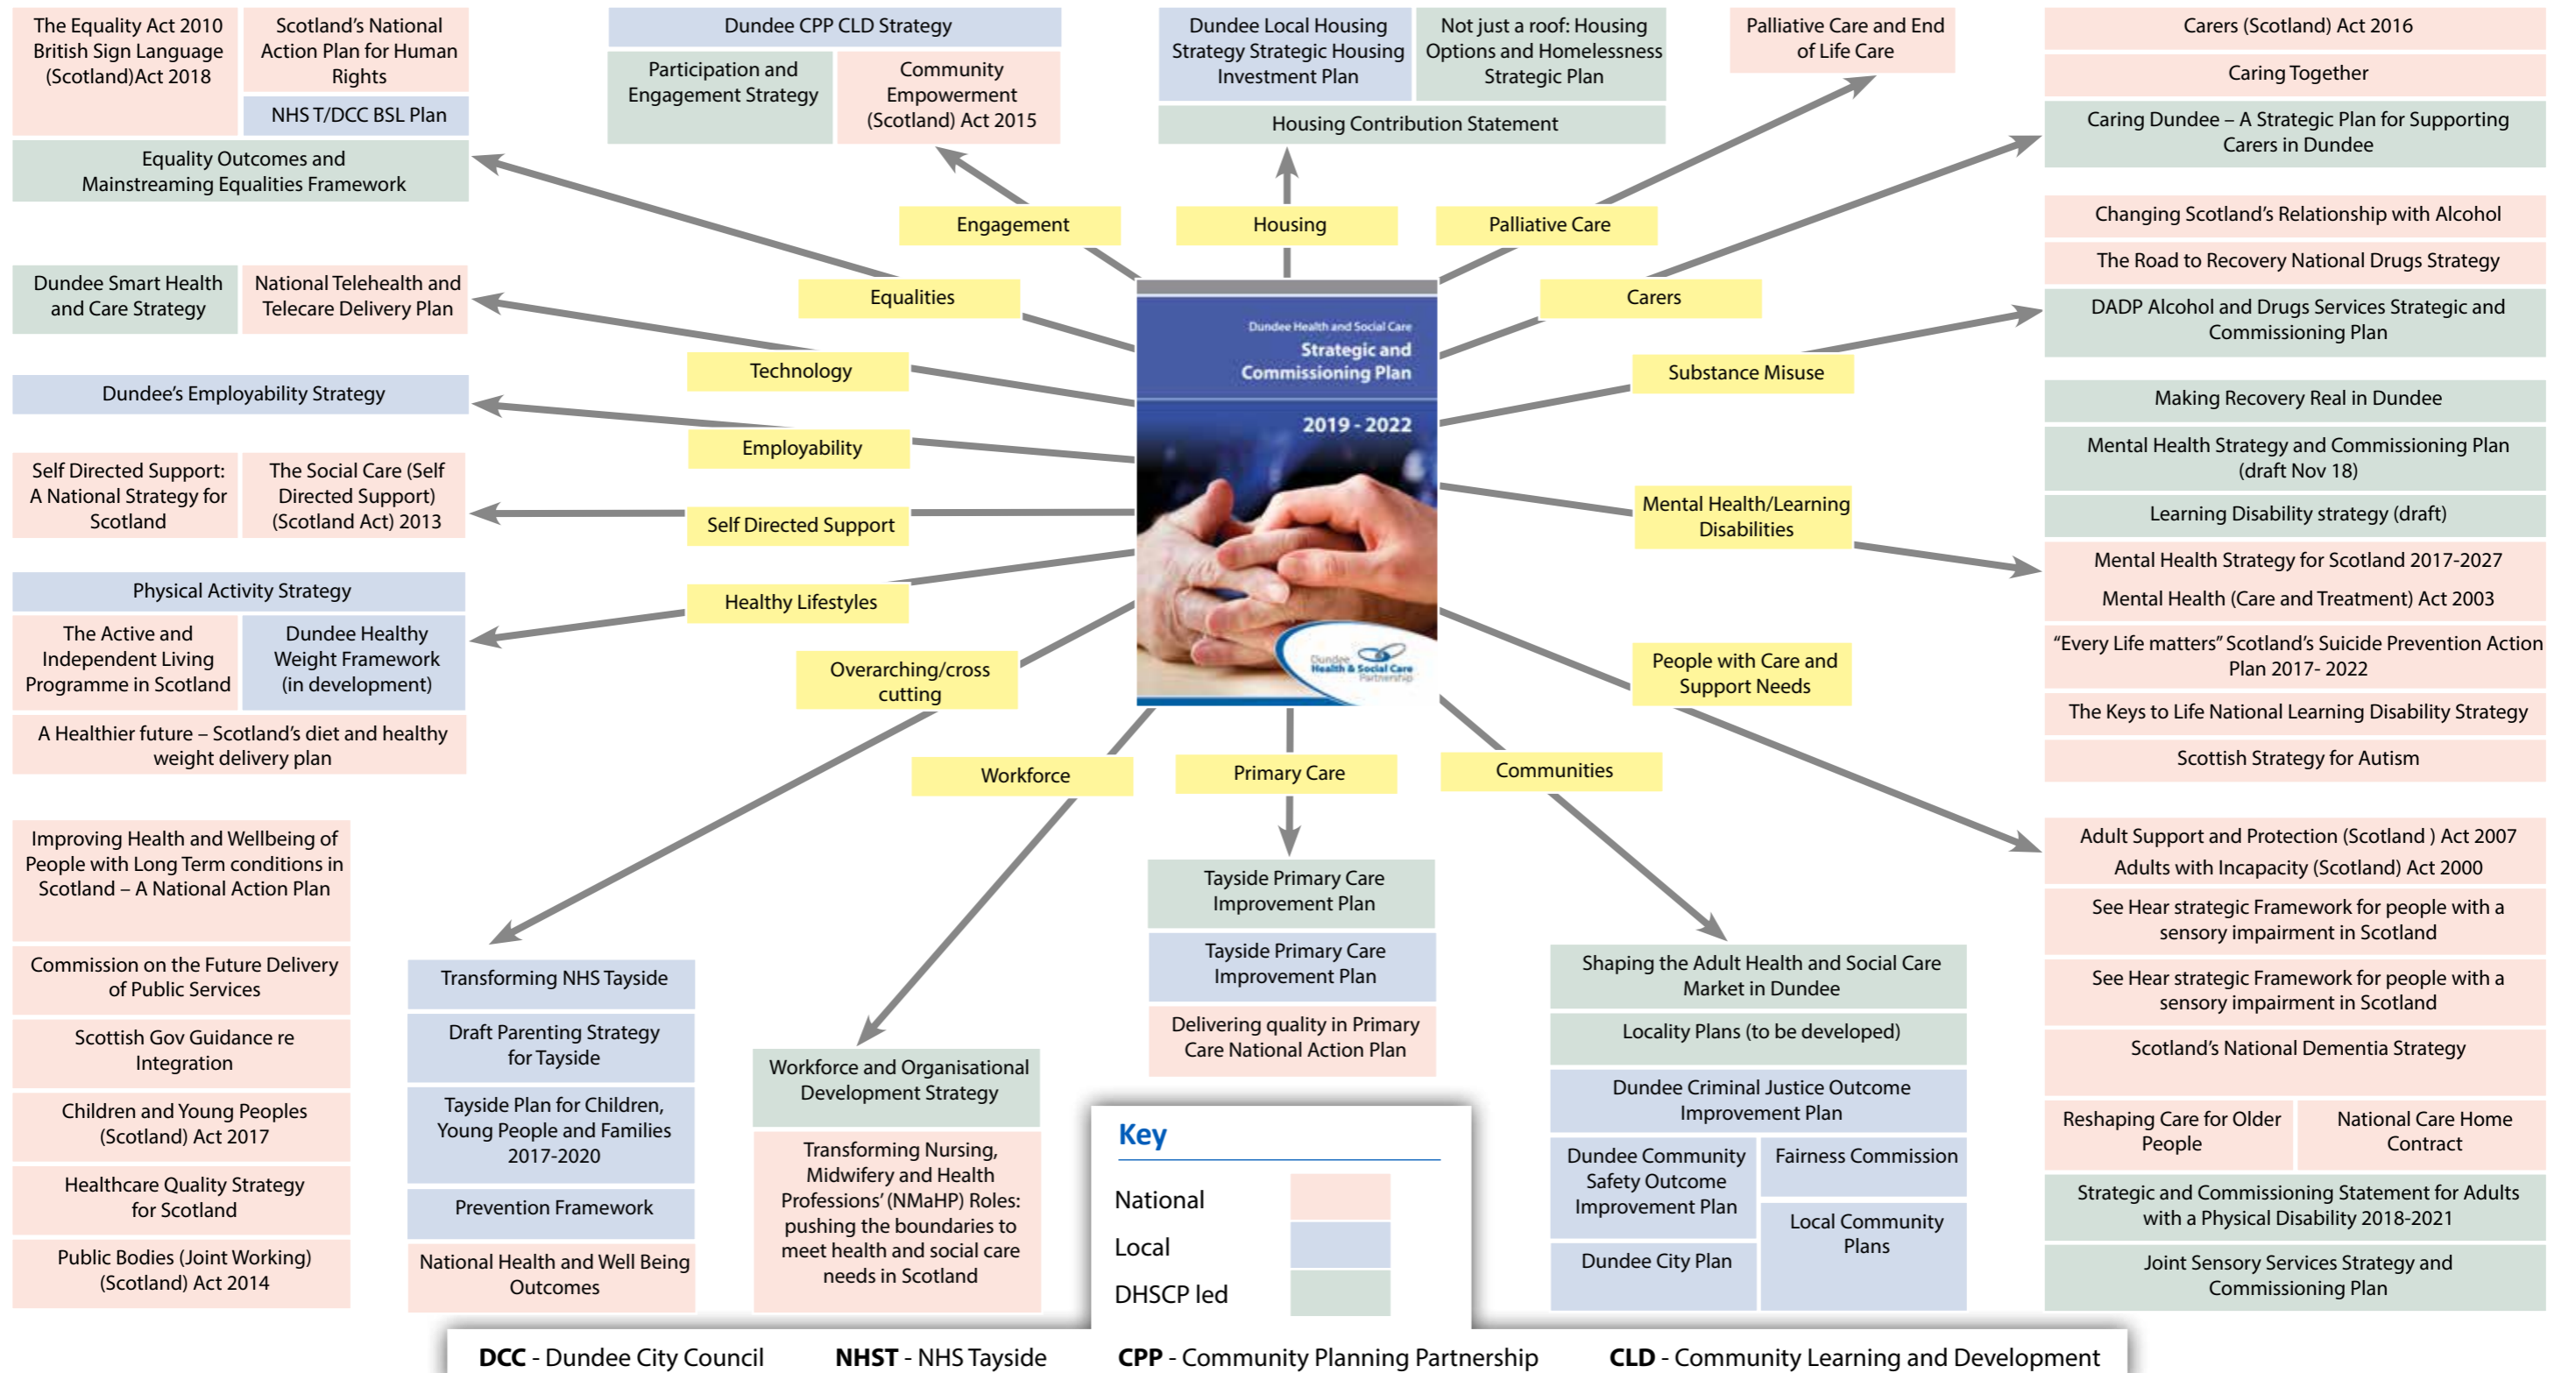 The Equality Act 2010
British Sign Language
(Scotland)Act 2018
Scotland's National
Action Plan for Human
Rights
NHS T/DCC BSL Plan
Equality Outcomes and
Mainstreaming Equalities Framework
Dundee CPP CLD Strategy
Participation and
Engagement Strategy
Community
Empowerment
(Scotland) Act 2015
Dundee Local Housing
Strategy Strategic Housing
Investment Plan
Not just a roof: Housing
Options and Homelessness
Strategic Plan
Housing Contribution Statement
Palliative Care and End
of Life Care
Carers (Scotland) Act 2016
Caring Together
Caring Dundee – A Strategic Plan for Supporting
Carers in Dundee
Engagement
Housing
Palliative Care
Equalities
Carers
Changing Scotland's Relationship with Alcohol
The Road to Recovery National Drugs Strategy
DADP Alcohol and Drugs Services Strategic and
Commissioning Plan
Dundee Smart Health
and Care Strategy
National Telehealth and
Telecare Delivery Plan
Technology
Substance Misuse
Dundee Health and Social Care
Strategic and
Commissioning Plan
2019 - 2022
Dundee
Health & Social Care
Partnership
Dundee's Employability Strategy
Employability
Making Recovery Real in Dundee
Mental Health Strategy and Commissioning Plan
(draft Nov 18)
Learning Disability strategy (draft)
Mental Health Strategy for Scotland 2017-2027
Mental Health (Care and Treatment) Act 2003
"Every Life matters" Scotland's Suicide Prevention Action
Plan 2017- 2022
The Keys to Life National Learning Disability Strategy
Scottish Strategy for Autism
Self Directed Support:
A National Strategy for
Scotland
The Social Care (Self
Directed Support)
(Scotland Act) 2013
Self Directed Support
Mental Health/Learning
Disabilities
Physical Activity Strategy
The Active and
Independent Living
Programme in Scotland
Dundee Healthy
Weight Framework
(in development)
A Healthier future – Scotland's diet and healthy
weight delivery plan
Healthy Lifestyles
Overarching/cross
cutting
People with Care and
Support Needs
Workforce
Primary Care
Communities
Improving Health and Wellbeing of
People with Long Term conditions in
Scotland – A National Action Plan
Commission on the Future Delivery
of Public Services
Scottish Gov Guidance re
Integration
Children and Young Peoples
(Scotland) Act 2017
Healthcare Quality Strategy
for Scotland
Public Bodies (Joint Working)
(Scotland) Act 2014
Transforming NHS Tayside
Draft Parenting Strategy
for Tayside
Tayside Plan for Children,
Young People and Families
2017-2020
Prevention Framework
National Health and Well Being
Outcomes
Workforce and Organisational
Development Strategy
Transforming Nursing,
Midwifery and Health
Professions' (NMaHP) Roles:
pushing the boundaries to
meet health and social care
needs in Scotland
Tayside Primary Care
Improvement Plan
Tayside Primary Care
Improvement Plan
Delivering quality in Primary
Care National Action Plan
Shaping the Adult Health and Social Care
Market in Dundee
Locality Plans (to be developed)
Dundee Criminal Justice Outcome
Improvement Plan
Dundee Community
Safety Outcome
Improvement Plan
Fairness Commission
Local Community
Plans
Dundee City Plan
Adult Support and Protection (Scotland ) Act 2007
Adults with Incapacity (Scotland) Act 2000
See Hear strategic Framework for people with a
sensory impairment in Scotland
See Hear strategic Framework for people with a
sensory impairment in Scotland
Scotland's National Dementia Strategy
Reshaping Care for Older
People
National Care Home
Contract
Strategic and Commissioning Statement for Adults
with a Physical Disability 2018-2021
Joint Sensory Services Strategy and
Commissioning Plan
Key
National
Local
DHSCP led
DCC - Dundee City Council NHST - NHS Tayside CPP - Community Planning Partnership CLD - Community Learning and Development